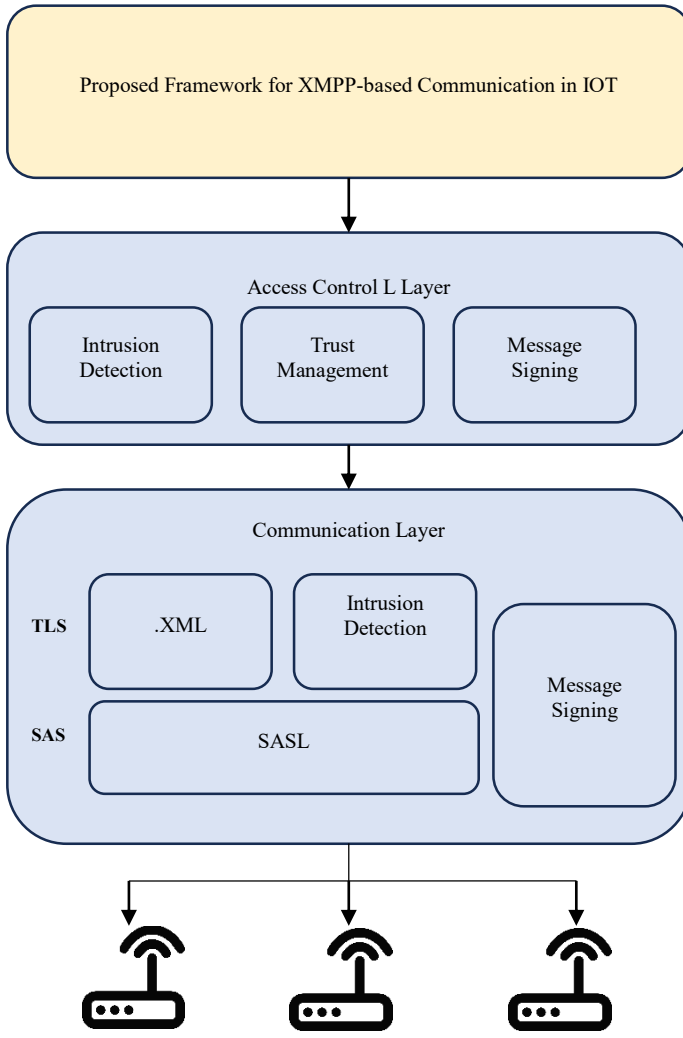 Proposed Framework for XMPP-based Communication in IOT
Access Control L Layer
Intrusion
Detection
Trust
Management
Message
Signing
Communication Layer
TLS
.XML
Intrusion
Detection
Message
Signing
SAS
SASL